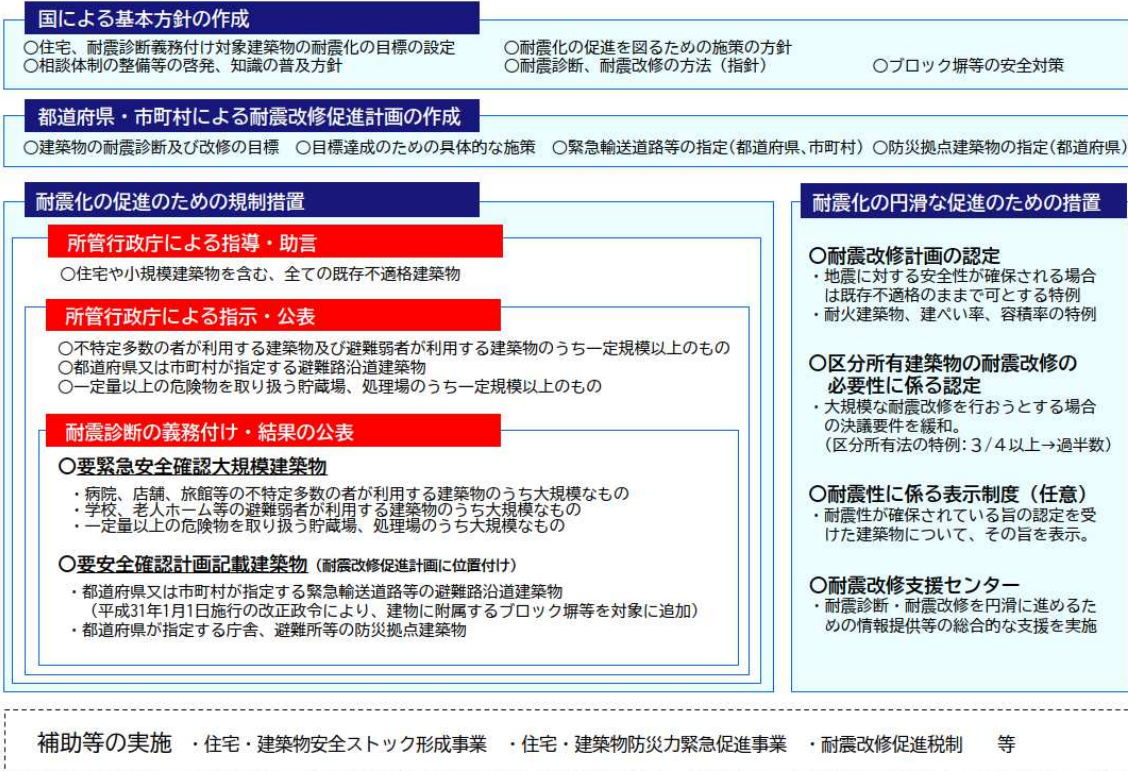 国による基本方針の作成
○住宅、耐震診断義務付け対象建築物の耐震化の目標の設定 ○耐震化の促進を図るための施策の方針
○相談体制の整備等の啓発、知識の普及方針 ○耐震診断、耐震改修の方法（指針） ○ブロック塀等の安全対策
都道府県・市町村による耐震改修促進計画の作成
○建築物の耐震診断及び改修の目標 ○目標達成のための具体的な施策 ○緊急輸送道路等の指定(都道府県、市町村) ○防災拠点建築物の指定(都道府県)
耐震化の促進のための規制措置
所管行政庁による指導・助言
○住宅や小規模建築物を含む、全ての既存不適格建築物
所管行政庁による指示・公表
○不特定多数の者が利用する建築物及び避難弱者が利用する建築物のうち一定規模以上のもの
○都道府県又は市町村が指定する避難路沿道建築物
○一定量以上の危険物を取り扱う貯蔵場、処理場のうち一定規模以上のもの
耐震診断の義務付け・結果の公表
○要緊急安全確認大規模建築物
・病院、店舗、旅館等の不特定多数の者が利用する建築物のうち大規模なもの
・学校、老人ホーム等の避難弱者が利用する建築物のうち大規模なもの
・一定量以上の危険物を取り扱う貯蔵場、処理場のうち大規模なもの
○要安全確認計画記載建築物（耐震改修促進計画に位置付け）
・都道府県又は市町村が指定する緊急輸送道路等の避難路沿道建築物
（平成31年1月1日施行の改正政令により、建物に附属するブロック塀等を対象に追加）
・都道府県が指定する庁舎、避難所等の防災拠点建築物
耐震化の円滑な促進のための措置
○耐震改修計画の認定
・地震に対する安全性が確保される場合
は既存不適格のままで可とする特例
・耐火建築物、建ぺい率、容積率の特例
○区分所有建築物の耐震改修の
必要性に係る認定
・大規模な耐震改修を行おうとする場合
の決議要件を緩和。
（区分所有法の特例：３/４以上→過半数）
○耐震性に係る表示制度（任意）
・耐震性が確保されている旨の認定を受
けた建築物について、その旨を表示。
○耐震改修支援センター
・耐震診断・耐震改修を円滑に進めるた
めの情報提供等の総合的な支援を実施
補助等の実施 ・住宅・建築物安全ストック形成事業 ・住宅・建築物防災力緊急促進事業 ・耐震改修促進税制 等